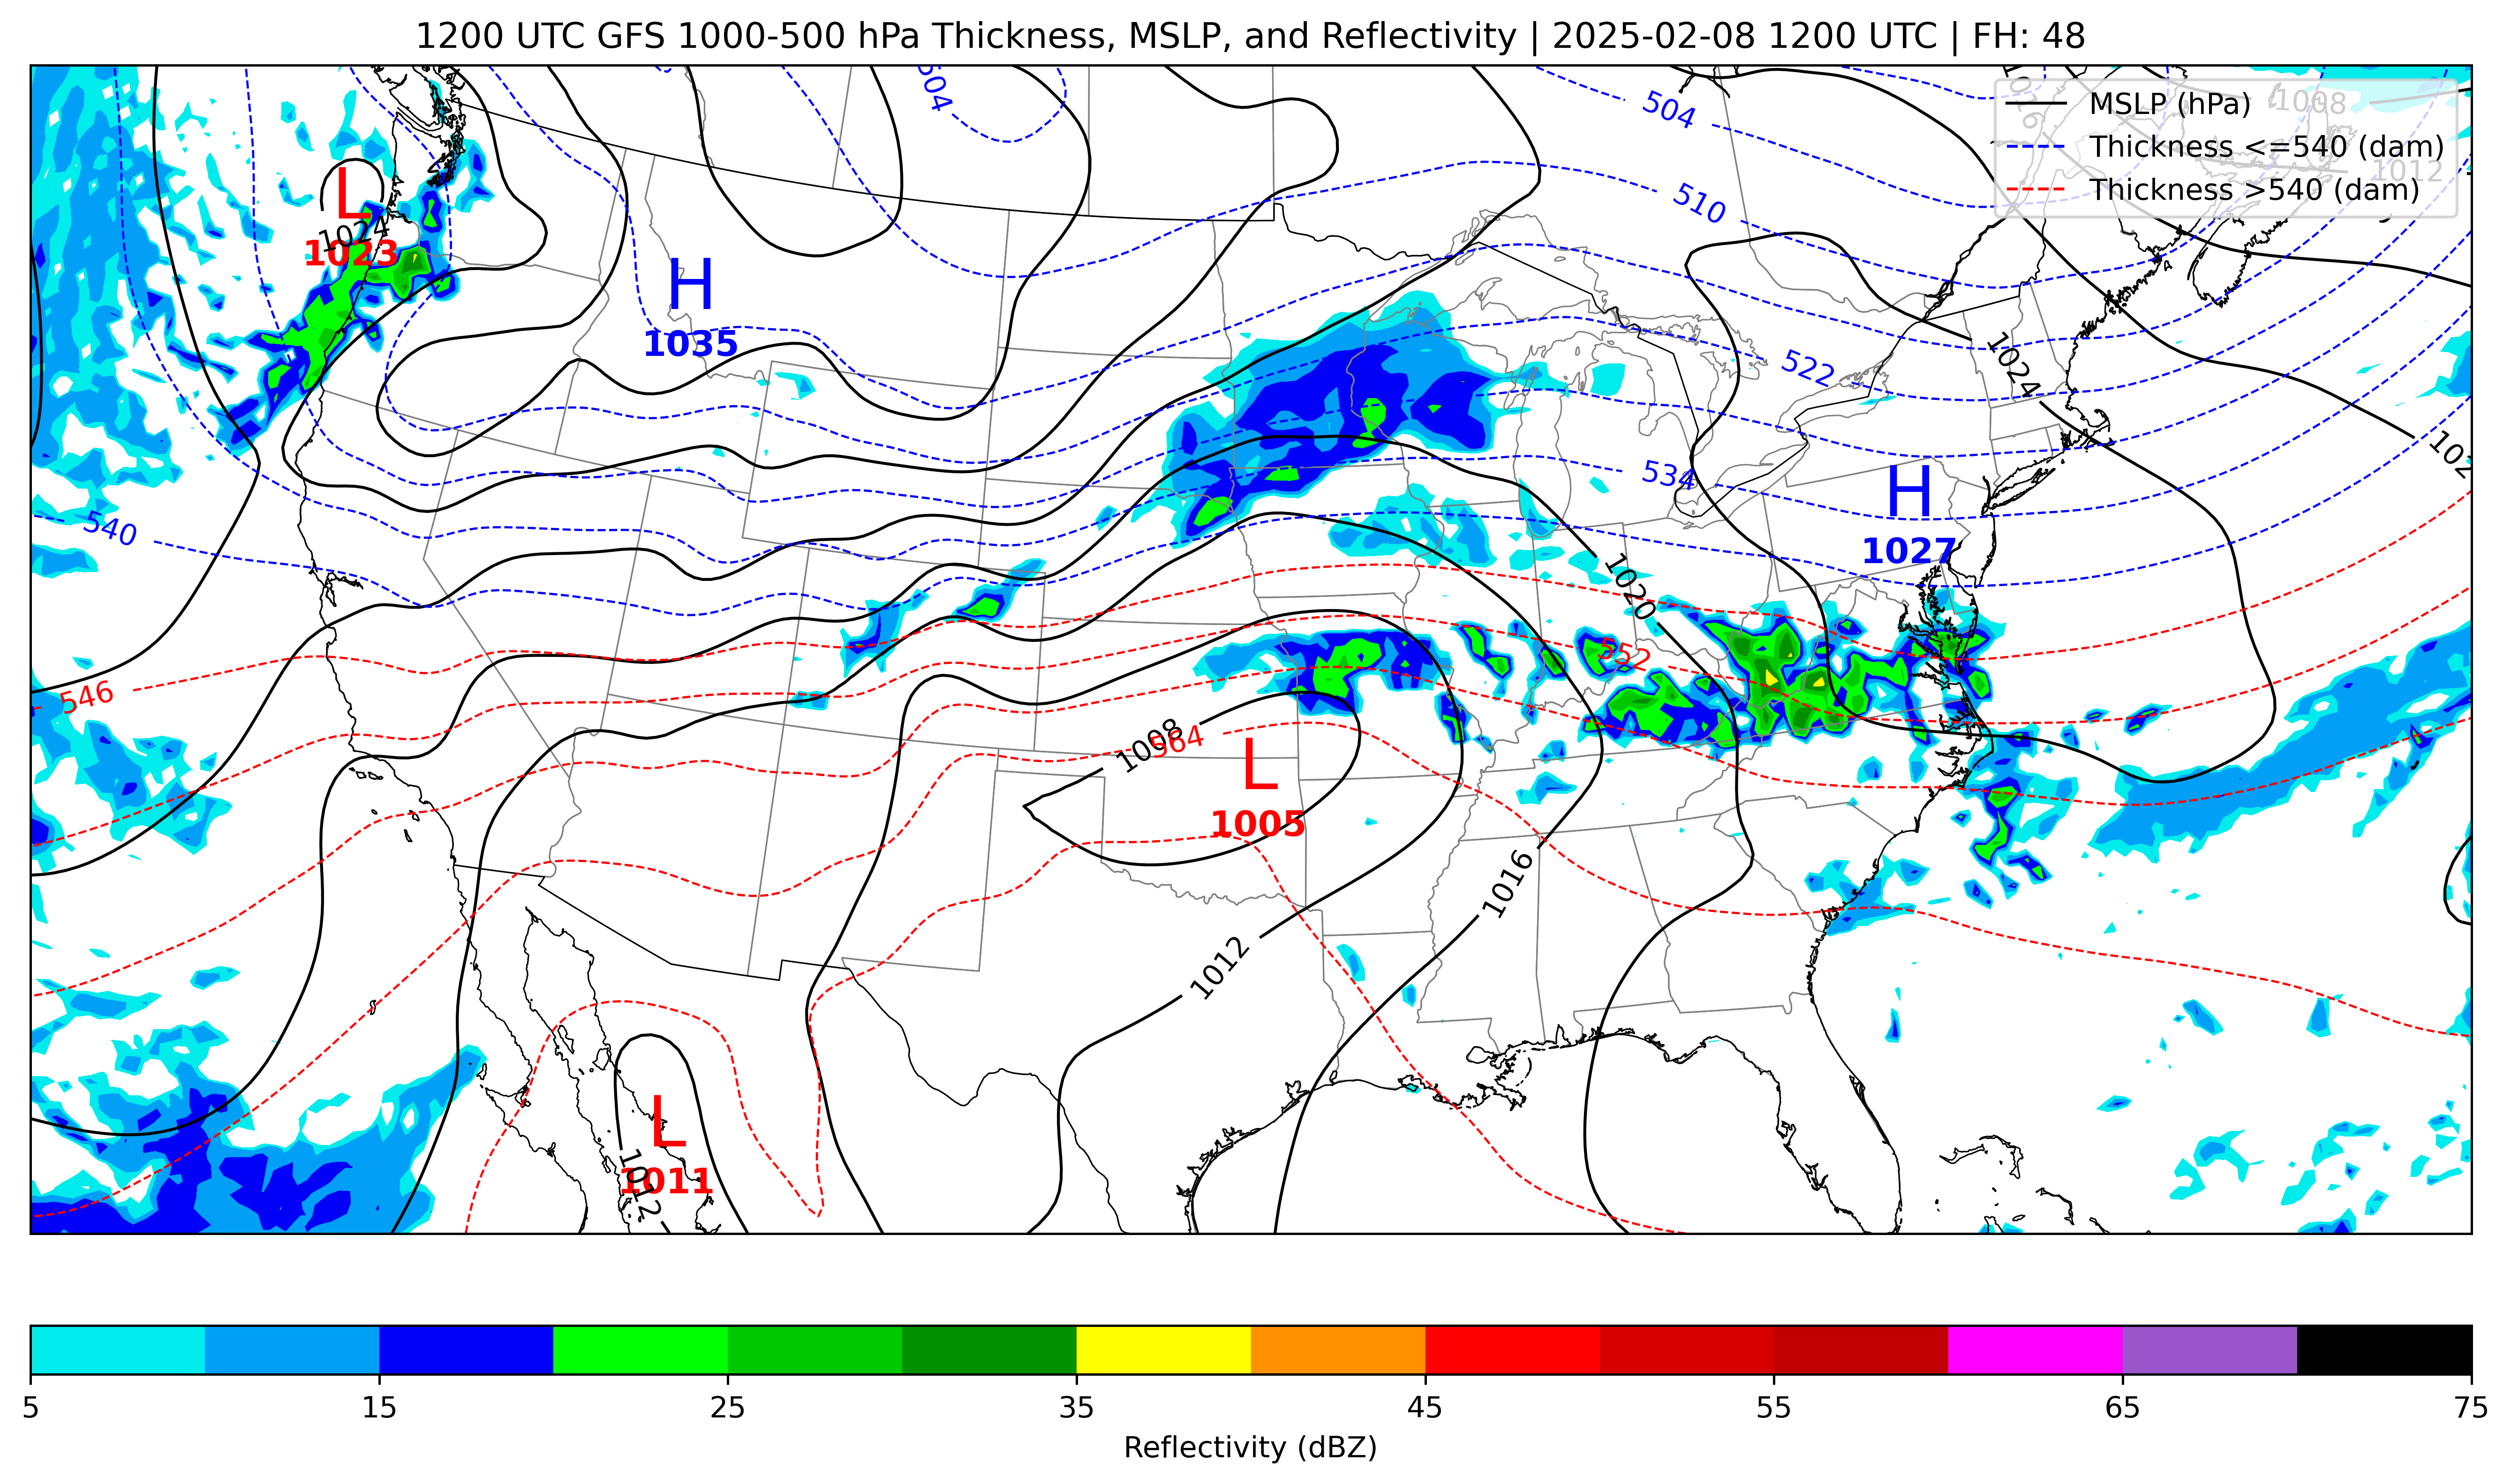 1200 UTC GFS 1000-500 hPa Thickness, MSLP, and Reflectivity | 2025-02-08 1200 UTC | FH: 48
MSLP (hPa)
Thickness <=540 (dam)
Thickness >540 (dam)
504
504
1016
1008
1012
510
L
1024
1023
H
1035
522
1024
102
534
H
1027
540
1020
552
546
1008
564
L
1005
1016
1012
L
1011
1012
5 15 25 35 45 55 65 75
Reflectivity (dBZ)